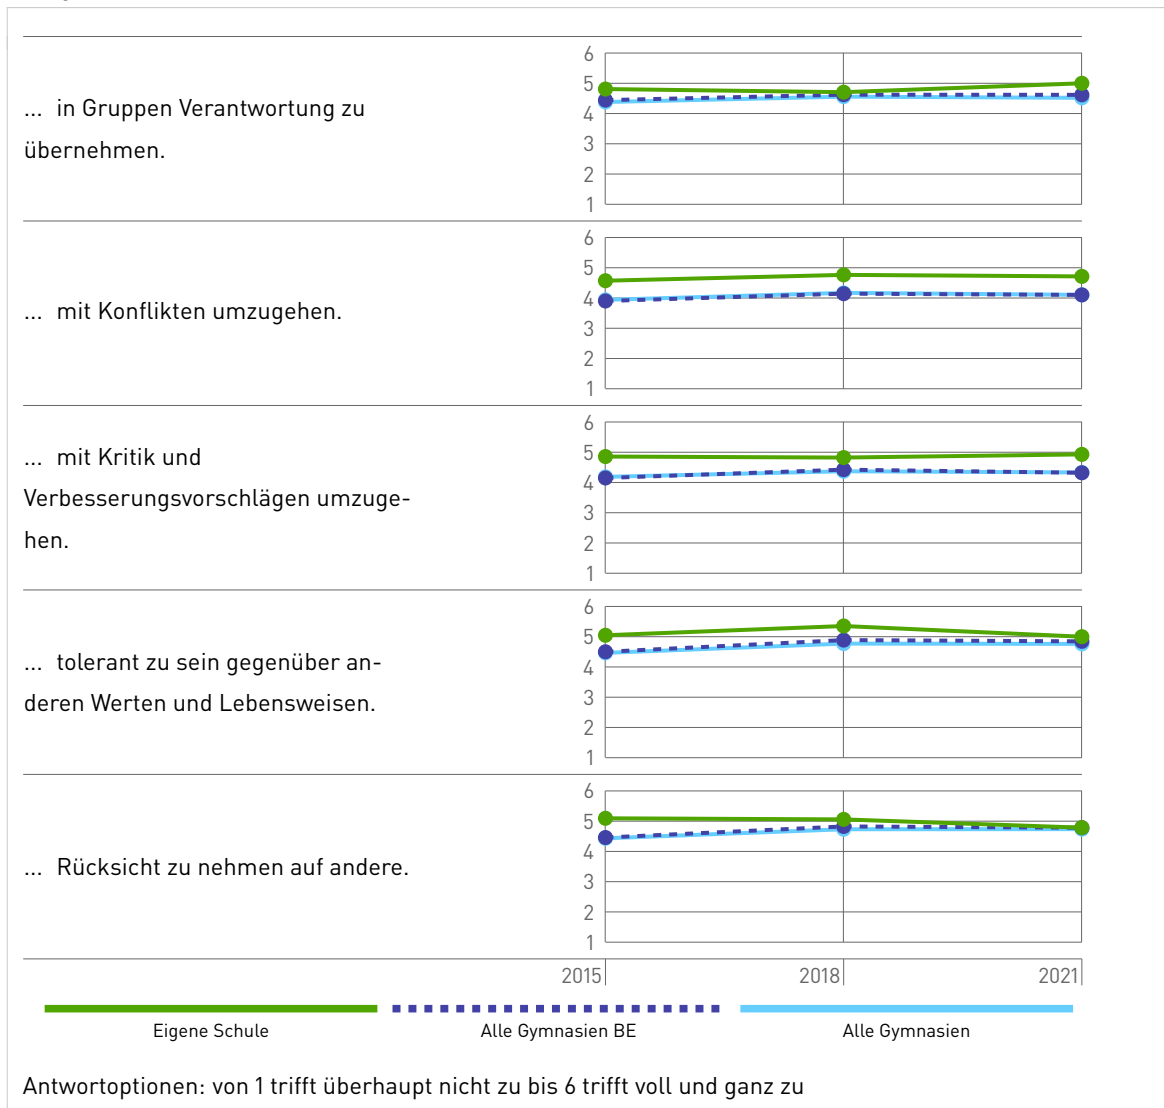 6
5
4
3
2
1
... in Gruppen Verantwortung zu
übernehmen.
6
5
4
3
2
1
... mit Konflikten umzugehen.
6
5
4
3
2
1
... mit Kritik und
Verbesserungsvorschlägen umzuge-
hen.
6
5
4
3
2
1
... tolerant zu sein gegenüber an-
deren Werten und Lebensweisen.
6
5
4
3
2
1
... Rücksicht zu nehmen auf andere.
2015 2018 2021
Eigene Schule Alle Gymnasien BE Alle Gymnasien
Antwortoptionen: von 1 trifft überhaupt nicht zu bis 6 trifft voll und ganz zu